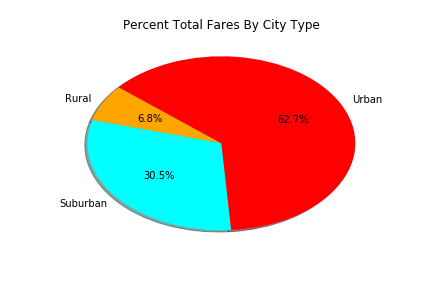 Percent Total Fares By City Type
Rural
Urban
6.8%
62.7%
30.5%
Suburban